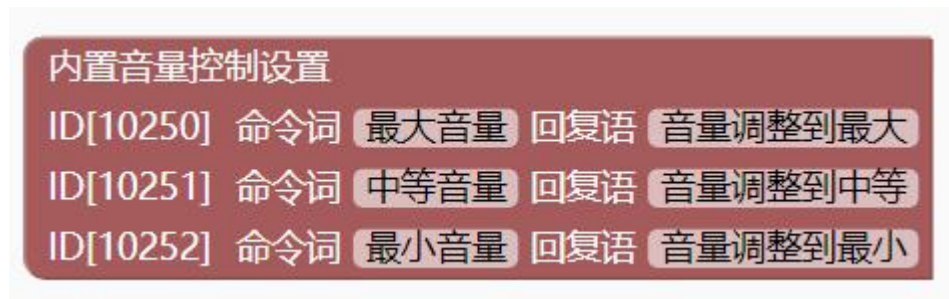 内置音量控制设置
ID[10250] 命令词 最大音量 回复语 音量调整到最大
ID[10251] 命令词 中等音量 回复语 音量调整到中等
ID[10252] 命令词 最小音量 回复语 音量调整到最小